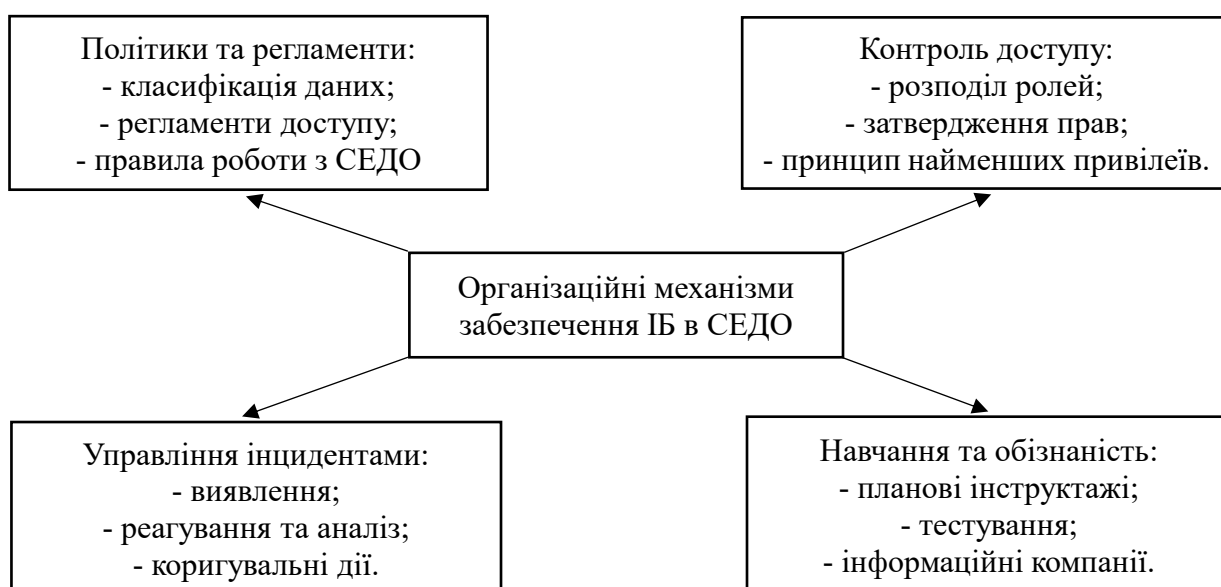 Політики та регламенти:
- класифікація даних;
- регламенти доступу;
- правила роботи з СЕДО
Контроль доступу:
- розподіл ролей;
- затвердження прав;
- принцип найменших привілеїв.
Організаційні механізми
забезпечення ІБ в СЕДО
Управління інцидентами:
- виявлення;
- реагування та аналіз;
- коригувальні дії.
Навчання та обізнаність:
- планові інструктажі;
- тестування;
- інформаційні компанії.